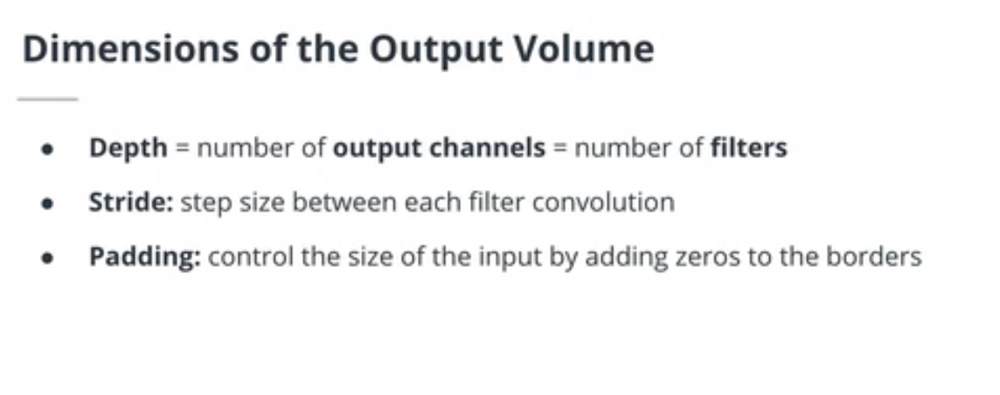 Dimensions of the Output Volume
● Depth = number of output channels = number of filters
● Stride: step size between each filter convolution
● Padding: control the size of the input by adding zeros to the borders